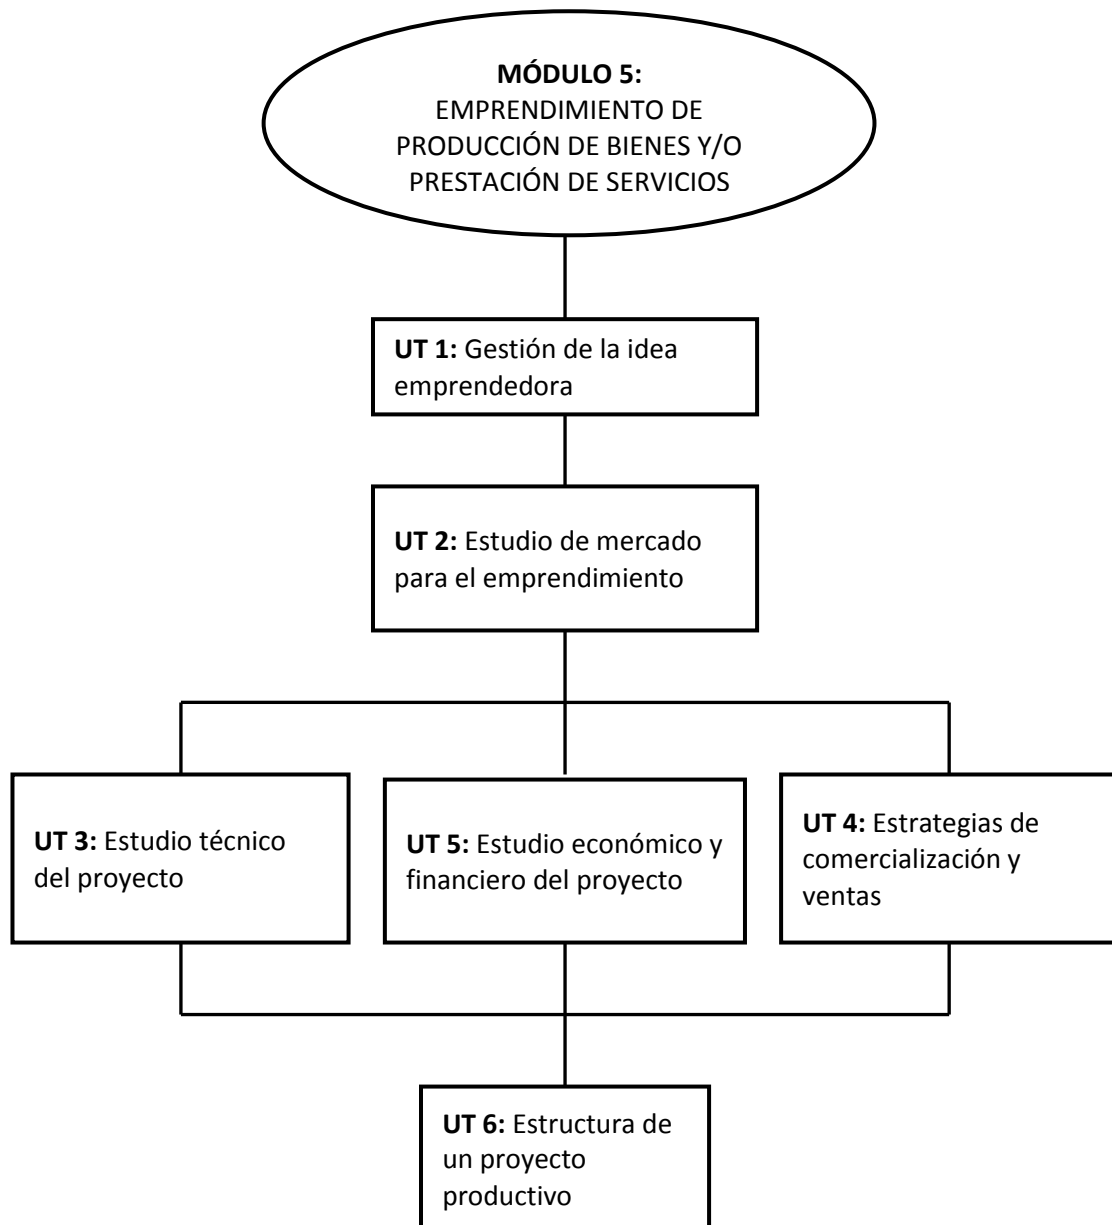 MÓDULO 5:
EMPRENDIMIENTO DE
PRODUCCIÓN DE BIENES Y/O
PRESTACIÓN DE SERVICIOS
UT 1: Gestión de la idea
emprendedora
UT 2: Estudio de mercado
para el emprendimiento
UT 3: Estudio técnico
del proyecto
UT 5: Estudio económico y
financiero del proyecto
UT 4: Estrategias de
comercialización y
ventas
UT 6: Estructura de
un proyecto
productivo